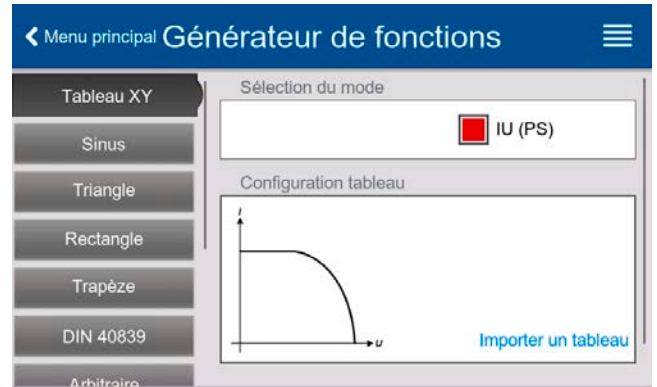 Menu principal Générateur de fonctions
Tableau XY
Sinus
Triangle
Rectangle
Trapèze
DIN 40839
Arbitraire
Sélection du mode
IU (PS)
Configuration tableau
I
U
Importer un tableau